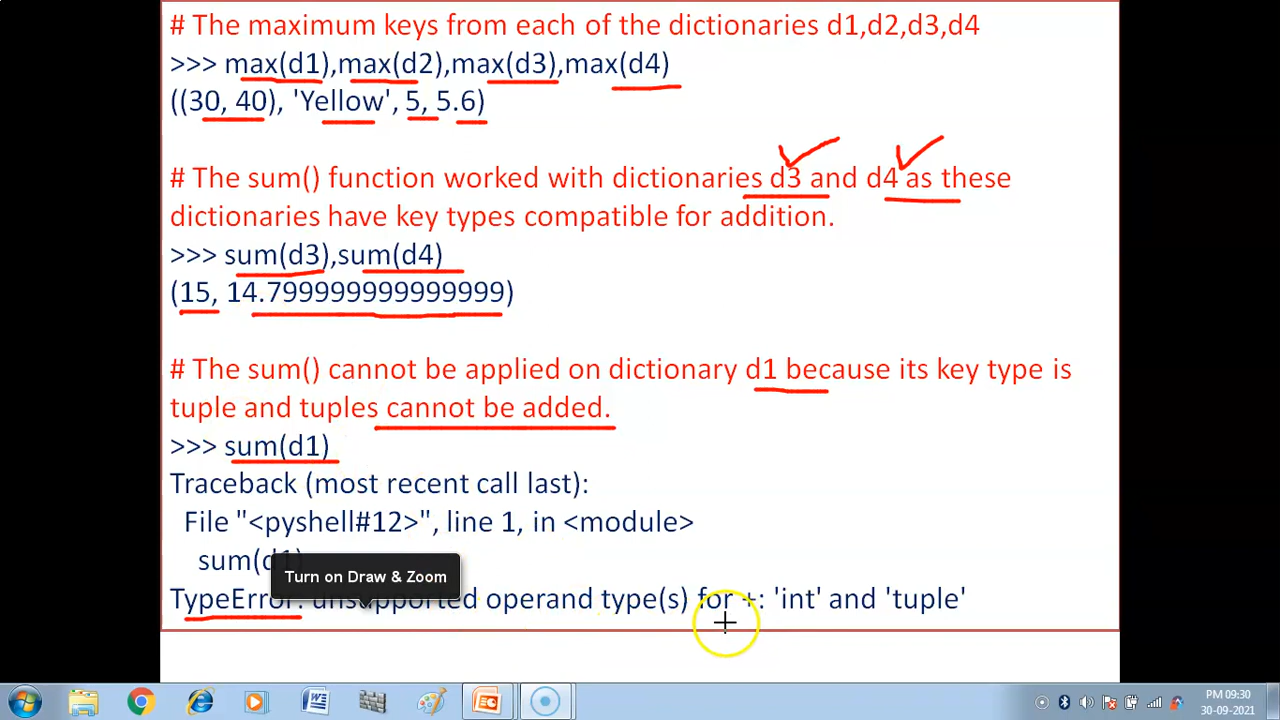 # The maximum keys from each of the dictionaries d1,d2,d3,d4
>>> max(d1),max(d2),max(d3),max(d4)
((30, 40), 'Yellow', 5, 5.6)
# The sum() function worked with dictionaries d3 and d4 as these
dictionaries have key types compatible for addition.
>>> sum(d3),sum(d4)
(15, 14.799999999999999)
# The sum() cannot be applied on dictionary d1 because its key type is
tuple and tuples cannot be added.
>>> sum(d1)
Traceback (most recent call last):
File "<pyshell#12>", line 1, in <module>
sum(d1)
Turn on Draw & Zoom
TypeError: unsupported operand type(s) for +: 'int' and 'tuple'
PM 09:30
30-09-2021